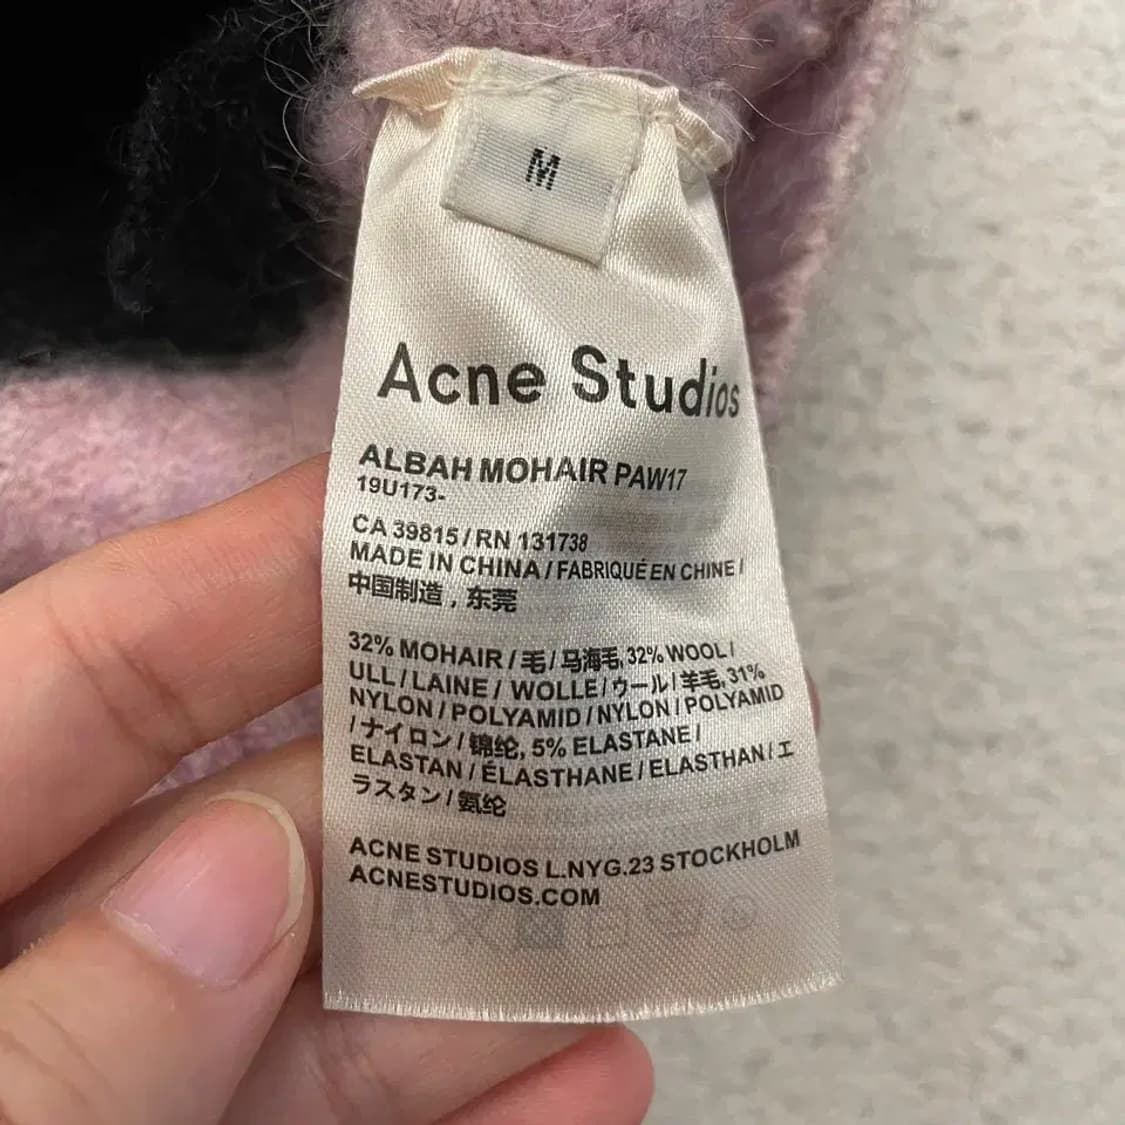 M
Acne Studios
ALBAH MOHAIR PAW17
19U173-
CA 39815 / RN 131738
MADE IN CHINA / FABRIQUÉ EN CHINE /
中国制造，东莞
32% MOHAIR / 毛 / 马海毛, 32% WOOL /
ULL / LAINE / WOLLE / ウール / 羊毛, 31%
NYLON / POLYAMID / NYLON / POLYAMID
/ ナイロン / 锦纶, 5% ELASTANE /
ELASTAN / ÉLASTHANE / ELASTHAN / エ
ラスタン / 氨纶
ACNE STUDIOS L.NYG.23 STOCKHOLM
ACNESTUDIOS.COM